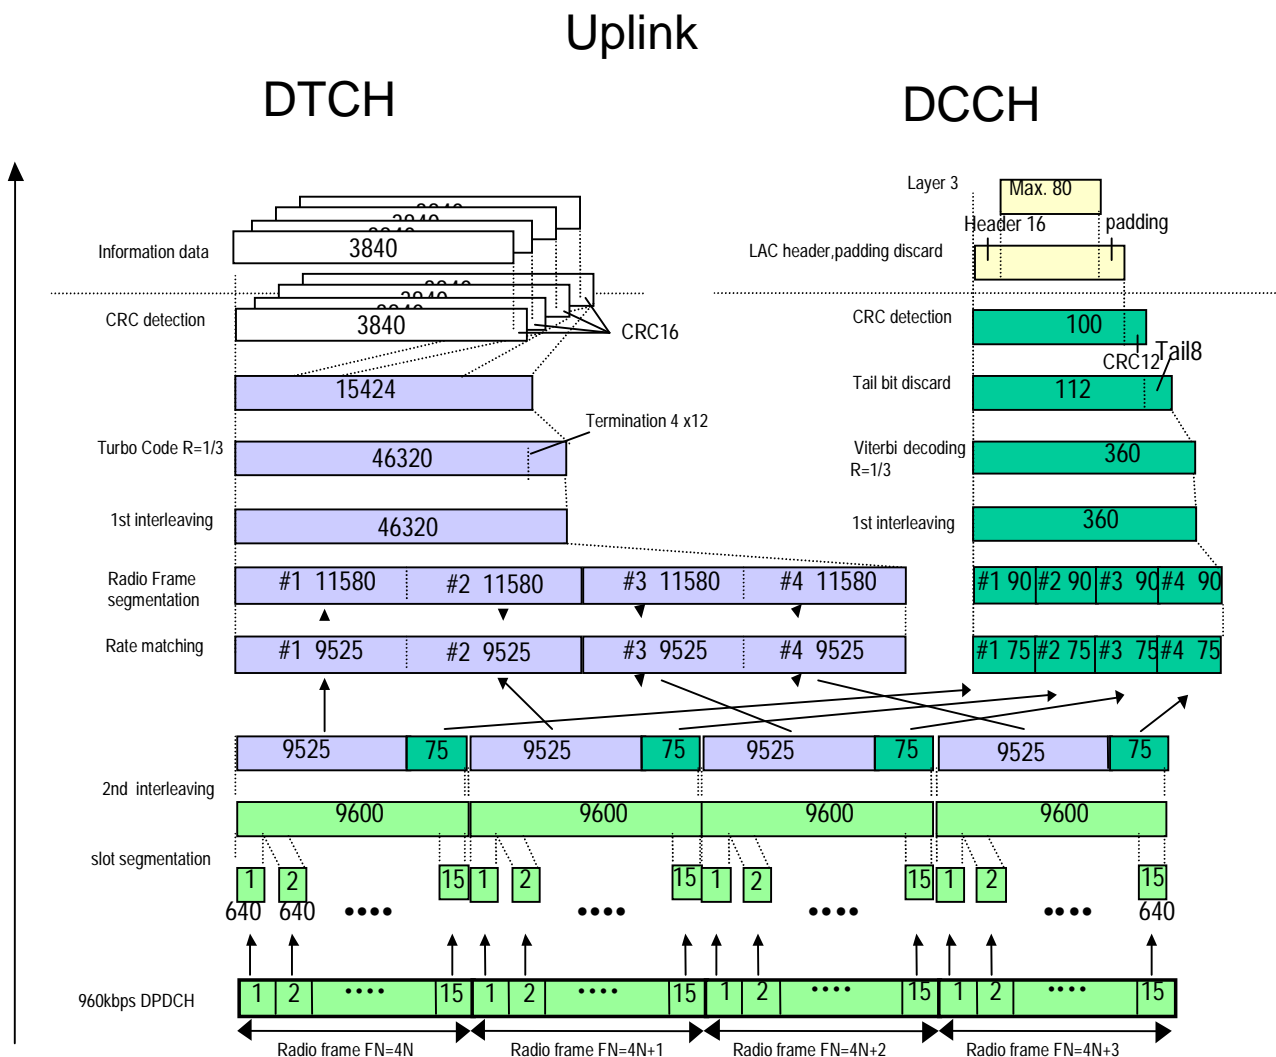 Uplink
DTCH
DCCH
Layer 3
Max. 80
Header 16
padding
3840
3840
3840
Information data
3840
LAC header,padding discard
3840
3840
3840
CRC detection
3840
CRC16
CRC detection
100
CRC12
Tail8
15424
Tail bit discard
112
Termination 4 x12
Turbo Code R=1/3
46320
Viterbi decoding
R=1/3
360
1st interleaving
46320
1st interleaving
360
Radio Frame
segmentation
#1 11580
#2 11580
#3 11580
#4 11580
#1 90
#2 90
#3 90
#4 90
Rate matching
#1 9525
#2 9525
#3 9525
#4 9525
#1 75
#2 75
#3 75
#4 75
9525
75
9525
75
9525
75
9525
75
2nd interleaving
9600
9600
9600
9600
slot segmentation
1
2
15
1
2
15
1
2
15
1
2
15
640
640
••••
••••
••••
••••
640
960kbps DPDCH
1
2
••••
15
1
2
••••
15
1
2
••••
15
1
2
••••
15
Radio frame FN=4N
Radio frame FN=4N+1
Radio frame FN=4N+2
Radio frame FN=4N+3